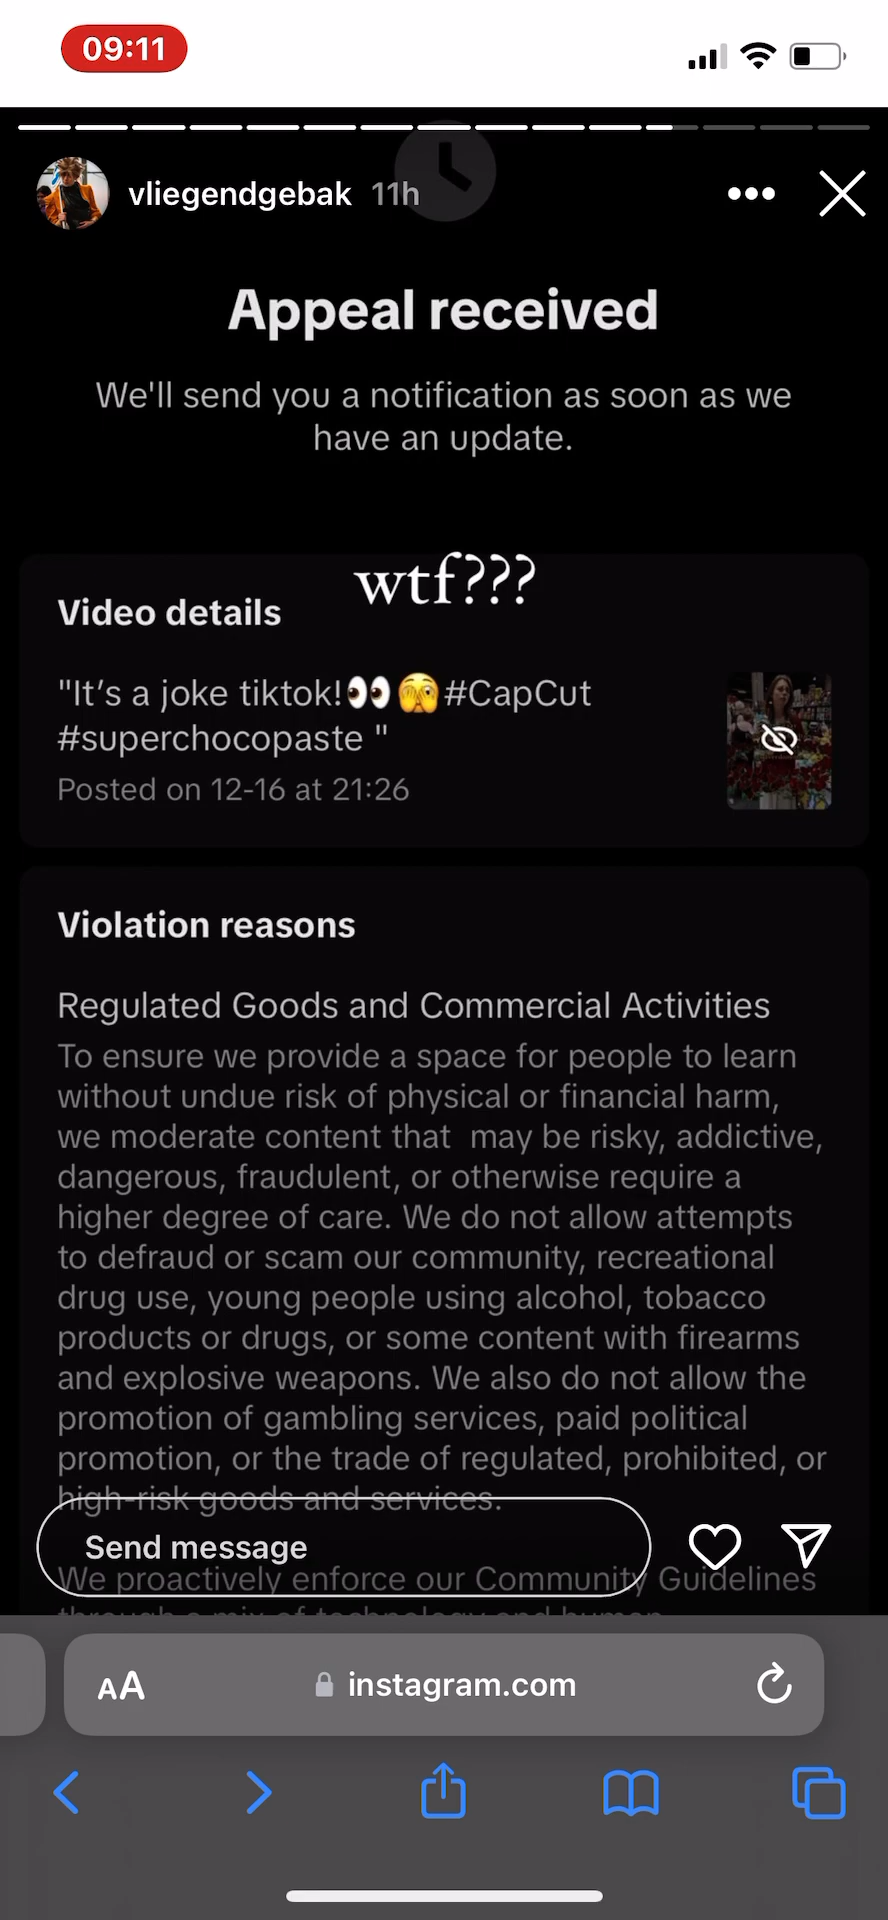 09:11
vliegendgebak 11h
Appeal received
We'll send you a notification as soon as we
have an update.
wtf???
Video details
"It's a joke tiktok!👀🫣#CapCut
#superchocopaste "
Posted on 12-16 at 21:26
Violation reasons
Regulated Goods and Commercial Activities
To ensure we provide a space for people to learn
without undue risk of physical or financial harm,
we moderate content that  may be risky, addictive,
dangerous, fraudulent, or otherwise require a
higher degree of care. We do not allow attempts
to defraud or scam our community, recreational
drug use, young people using alcohol, tobacco
products or drugs, or some content with firearms
and explosive weapons. We also do not allow the
promotion of gambling services, paid political
promotion, or the trade of regulated, prohibited, or
high-risk goods and services.
Send message
We proactively enforce our Community Guidelines
through a mix of technology and human
AA instagram.com